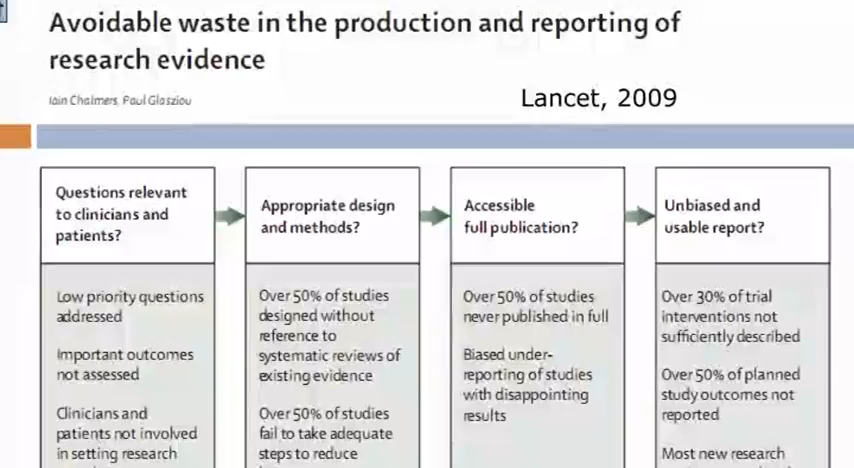 Avoidable waste in the production and reporting of
research evidence
Iain Chalmers, Paul Glasziou
Lancet, 2009
Questions relevant
to clinicians and
patients?
Low priority questions
addressed
Important outcomes
not assessed
Clinicians and
patients not involved
in setting research
Appropriate design
and methods?
Over 50% of studies
designed without
reference to
systematic reviews of
existing evidence
Over 50% of studies
fail to take adequate
steps to reduce
Accessible
full publication?
Over 50% of studies
never published in full
Biased under-
reporting of studies
with disappointing
results
Unbiased and
usable report?
Over 30% of trial
interventions not
sufficiently described
Over 50% of planned
study outcomes not
reported
Most new research